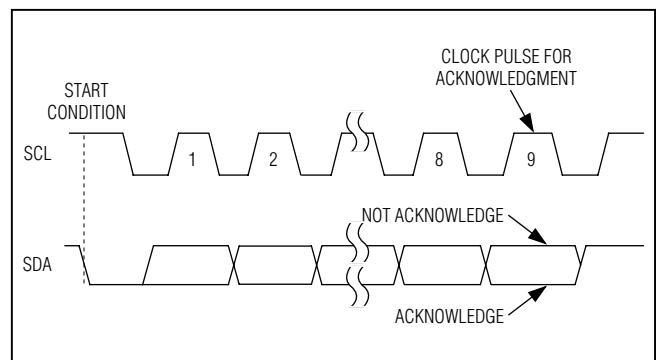 CLOCK PULSE FOR
ACKNOWLEDGMENT
START
CONDITION
SCL
1
2
8
9
NOT ACKNOWLEDGE
SDA
ACKNOWLEDGE